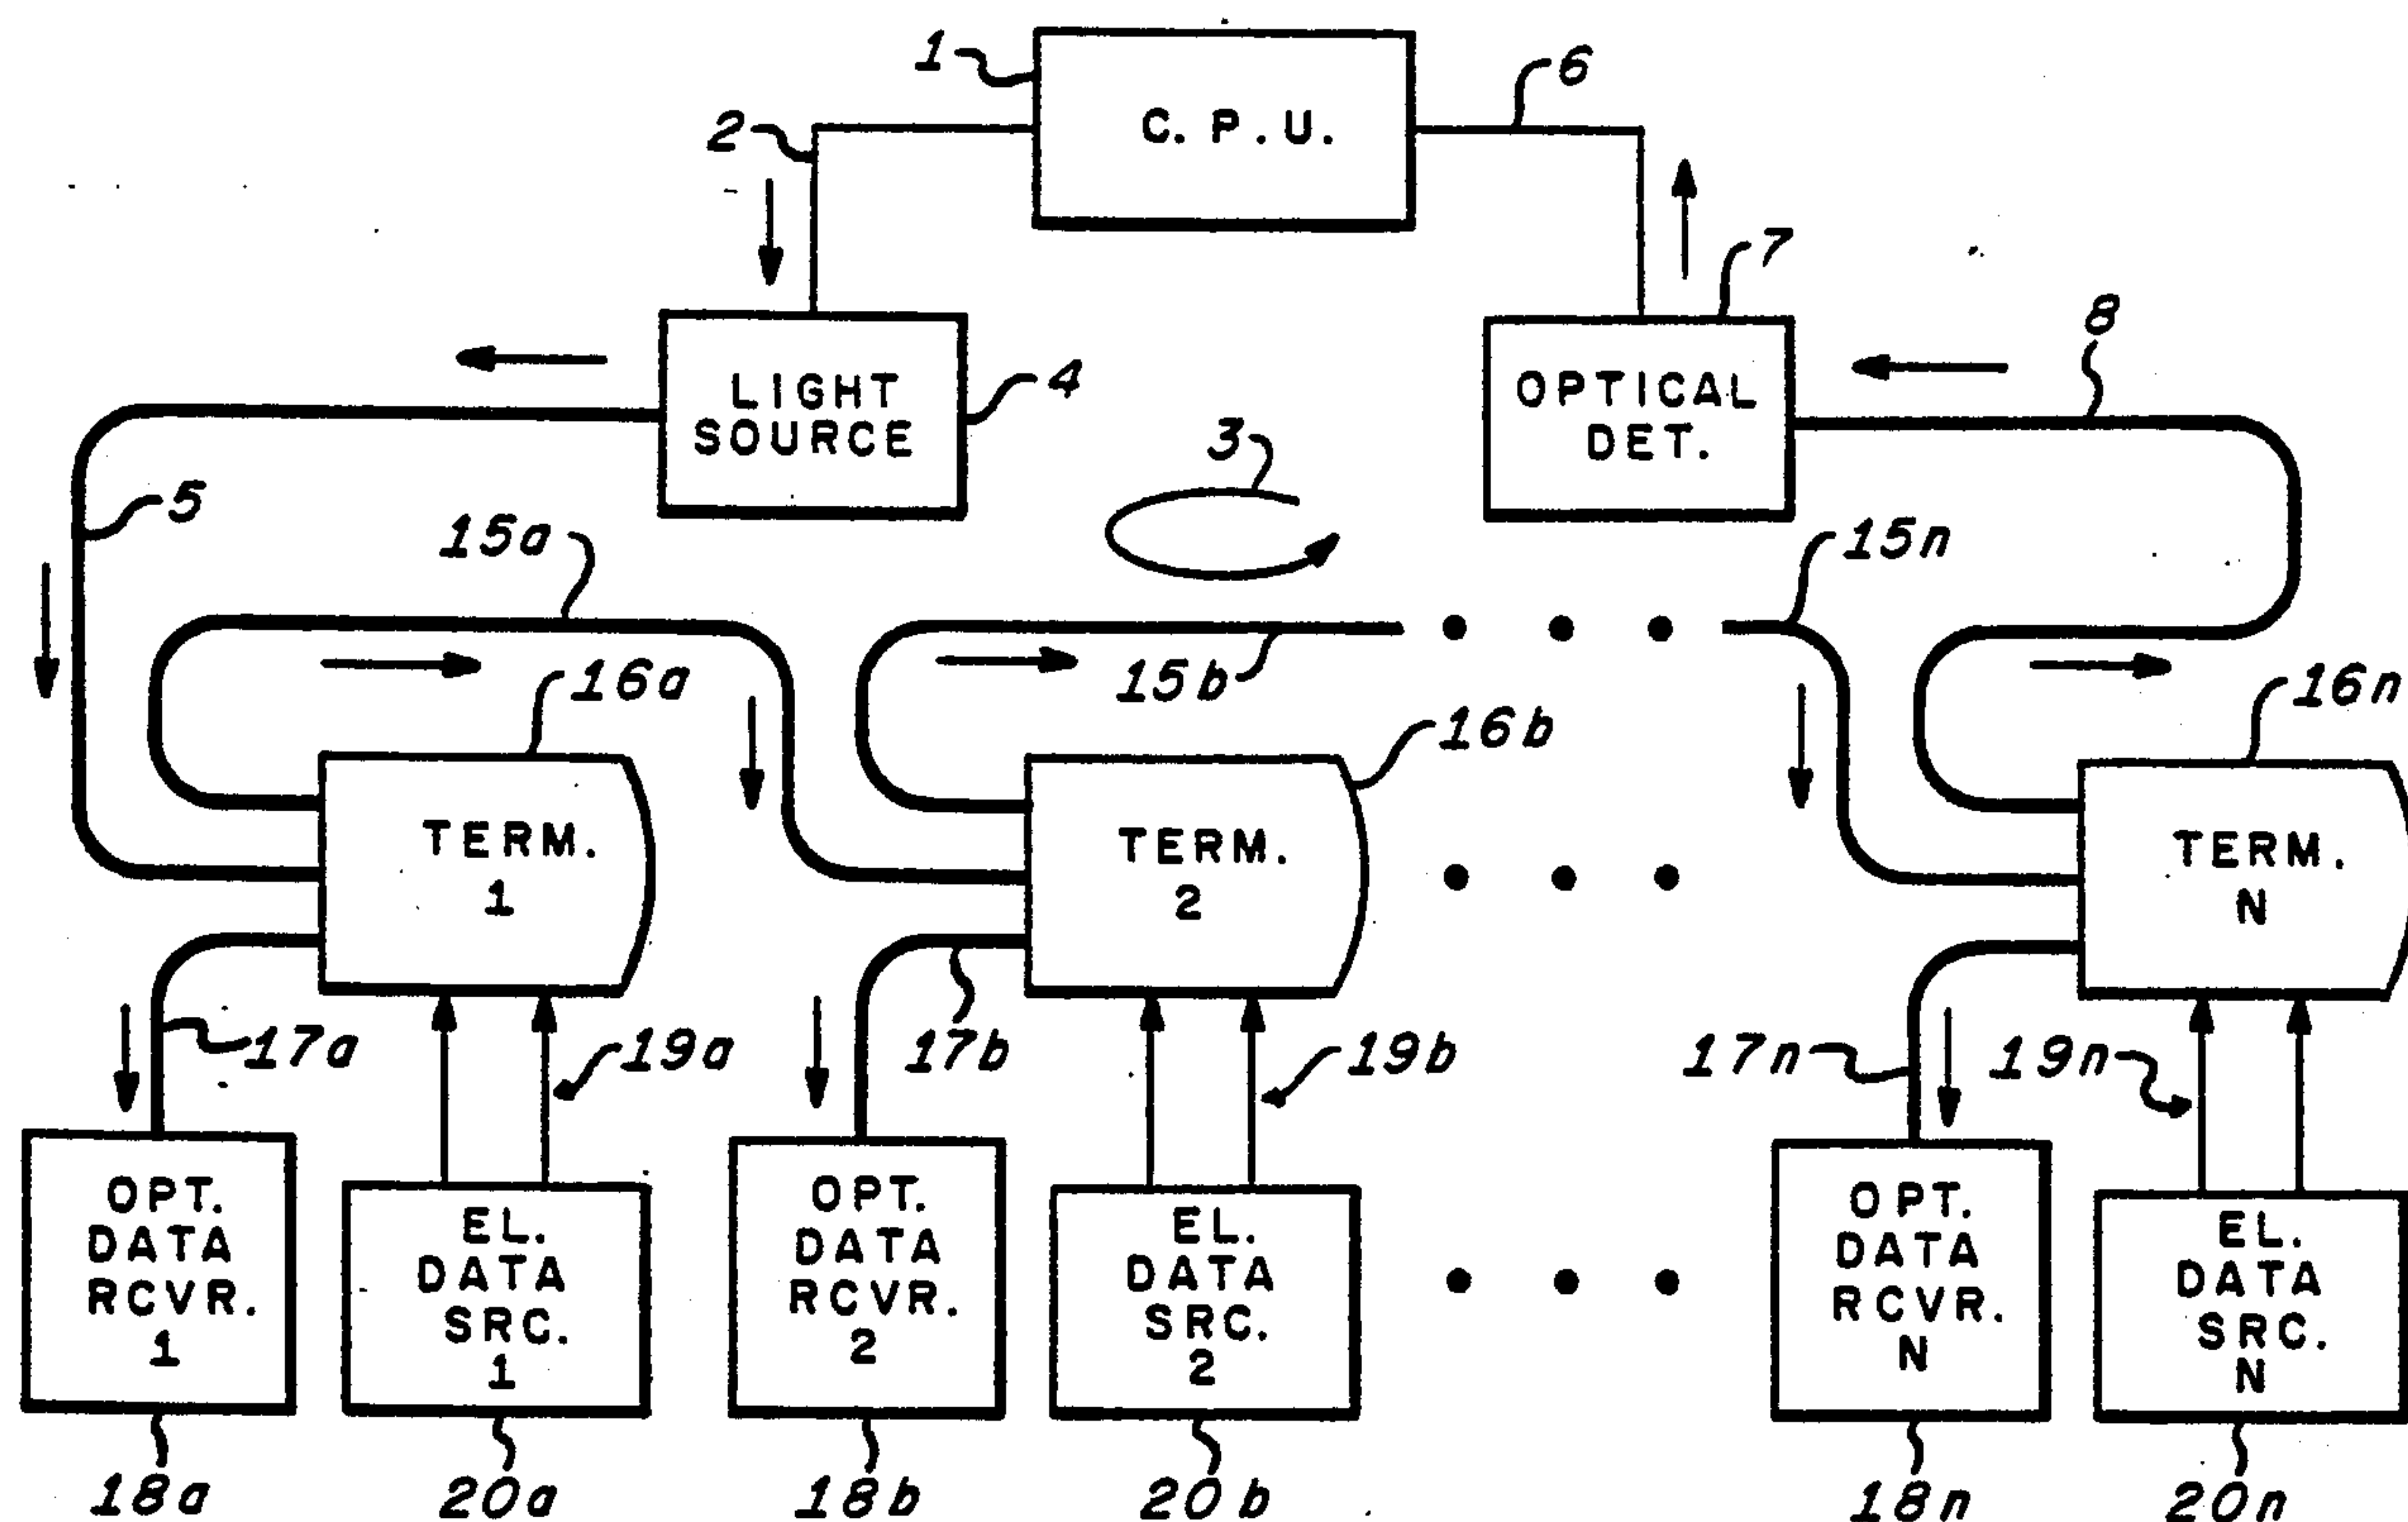 1
C. P. U.
6
2
7
8
LIGHT
SOURCE
4
OPTICAL
DET.
3
5
15a
15n
16a
15b
16b
16n
TERM.
1
TERM.
2
TERM.
N
17a
19a
17b
19b
17n
19n
OPT.
DATA
RCVR.
1
EL.
DATA
SRC.
1
OPT.
DATA
RCVR.
2
EL.
DATA
SRC.
2
OPT.
DATA
RCVR.
N
EL.
DATA
SRC.
N
18a
20a
18b
20b
18n
20n